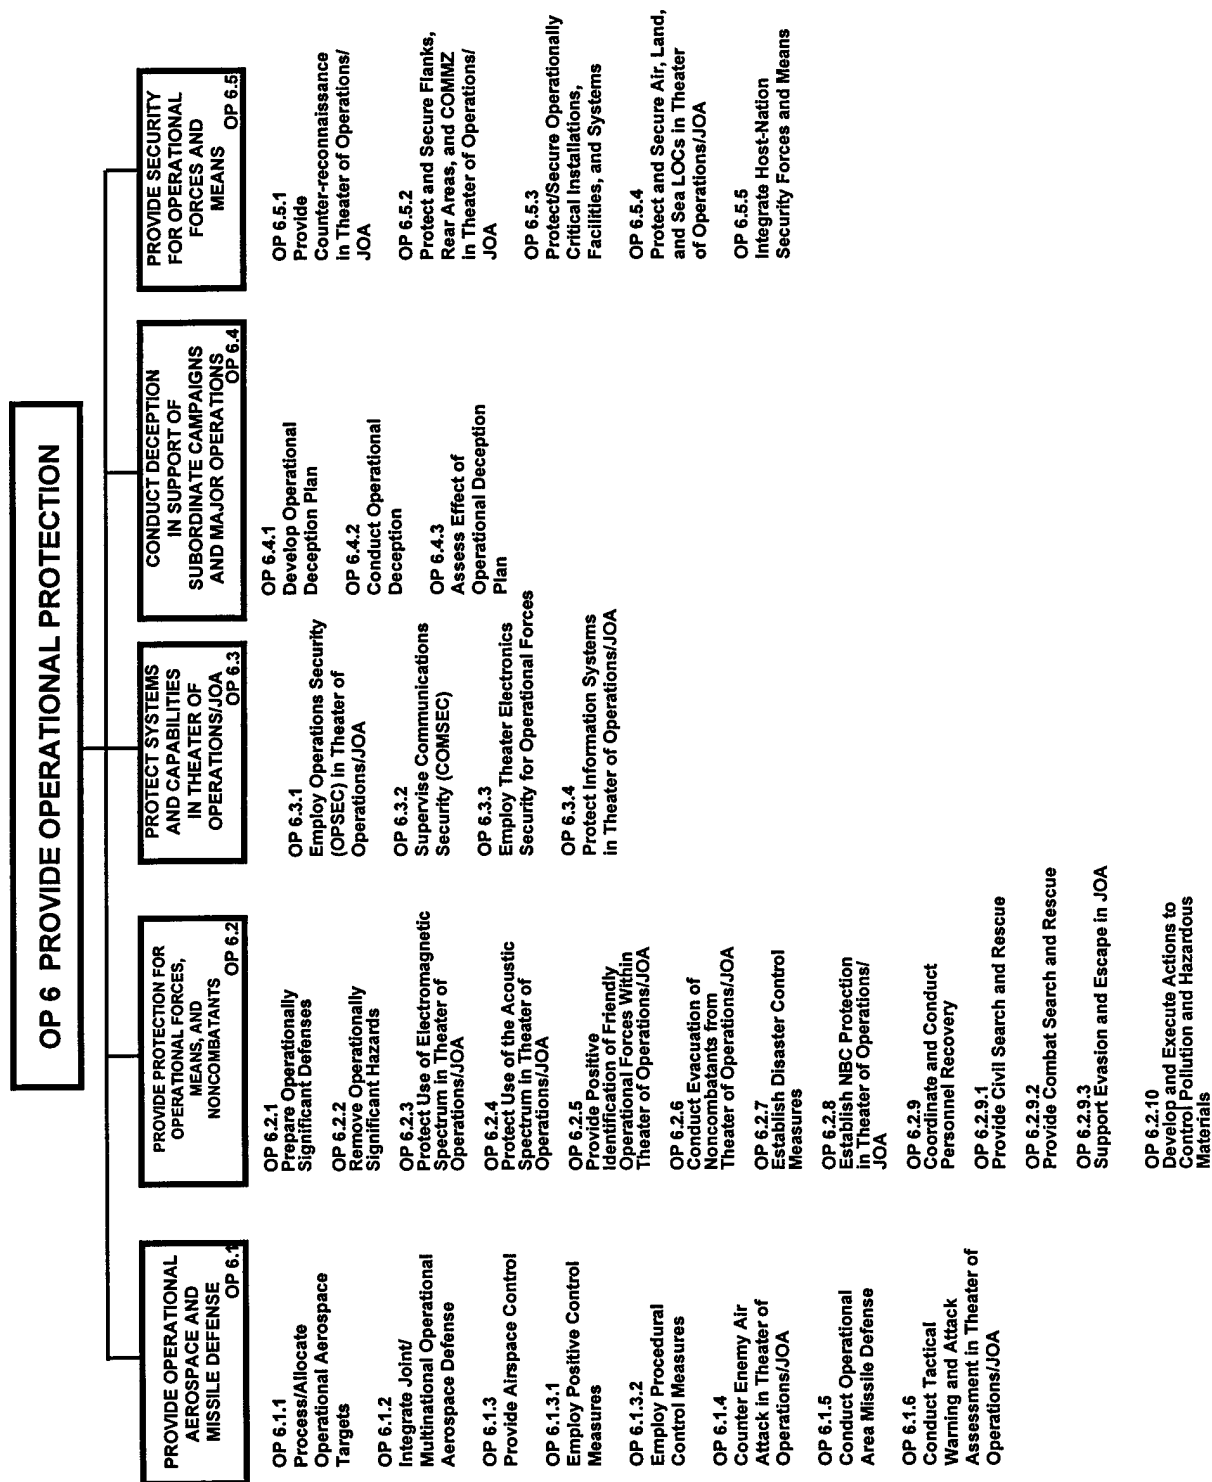 OP 6 PROVIDE OPERATIONAL PROTECTION
PROVIDE OPERATIONAL
AEROSPACE AND
MISSILE DEFENSE
OP 6.1
OP 6.1.1
Process/Allocate
Operational Aerospace
Targets
OP 6.1.2
Integrate Joint/
Multinational Operational
Aerospace Defense
OP 6.1.3
Provide Airspace Control
OP 6.1.3.1
Employ Positive Control
Measures
OP 6.1.3.2
Employ Procedural
Control Measures
OP 6.1.4
Counter Enemy Air
Attack in Theater of
Operations/JOA
OP 6.1.5
Conduct Operational
Area Missile Defense
OP 6.1.6
Conduct Tactical
Warning and Attack
Assessment in Theater of
Operations/JOA
PROVIDE PROTECTION FOR
OPERATIONAL FORCES,
MEANS, AND
NONCOMBATANTS
OP 6.2
OP 6.2.1
Prepare Operationally
Significant Defenses
OP 6.2.2
Remove Operationally
Significant Hazards
OP 6.2.3
Protect Use of Electromagnetic
Spectrum in Theater of
Operations/JOA
OP 6.2.4
Protect Use of the Acoustic
Spectrum in Theater of
Operations/JOA
OP 6.2.5
Provide Positive
Identification of Friendly
Operational Forces Within
Theater of Operations/JOA
OP 6.2.6
Conduct Evacuation of
Noncombatants from
Theater of Operations/JOA
OP 6.2.7
Establish Disaster Control
Measures
OP 6.2.8
Establish NBC Protection
in Theater of Operations/
JOA
OP 6.2.9
Coordinate and Conduct
Personnel Recovery
OP 6.2.9.1
Provide Civil Search and Rescue
OP 6.2.9.2
Provide Combat Search and Rescue
OP 6.2.9.3
Support Evasion and Escape in JOA
OP 6.2.10
Develop and Execute Actions to
Control Pollution and Hazardous
Materials
PROTECT SYSTEMS
AND CAPABILITIES
IN THEATER OF
OPERATIONS/JOA
OP 6.3
OP 6.3.1
Employ Operations Security
(OPSEC) in Theater of
Operations/JOA
OP 6.3.2
Supervise Communications
Security (COMSEC)
OP 6.3.3
Employ Theater Electronics
Security for Operational Forces
OP 6.3.4
Protect Information Systems
in Theater of Operations/JOA
CONDUCT DECEPTION
IN SUPPORT OF
SUBORDINATE CAMPAIGNS
AND MAJOR OPERATIONS
OP 6.4
OP 6.4.1
Develop Operational
Deception Plan
OP 6.4.2
Conduct Operational
Deception
OP 6.4.3
Assess Effect of
Operational Deception
Plan
PROVIDE SECURITY
FOR OPERATIONAL
FORCES AND
MEANS
OP 6.5
OP 6.5.1
Provide
Counter-reconnaissance
in Theater of Operations/
JOA
OP 6.5.2
Protect and Secure Flanks,
Rear Areas, and COMMZ
in Theater of Operations/
JOA
OP 6.5.3
Protect/Secure Operationally
Critical Installations,
Facilities, and Systems
OP 6.5.4
Protect and Secure Air, Land,
and Sea LOCs in Theater
of Operations/JOA
OP 6.5.5
Integrate Host-Nation
Security Forces and Means